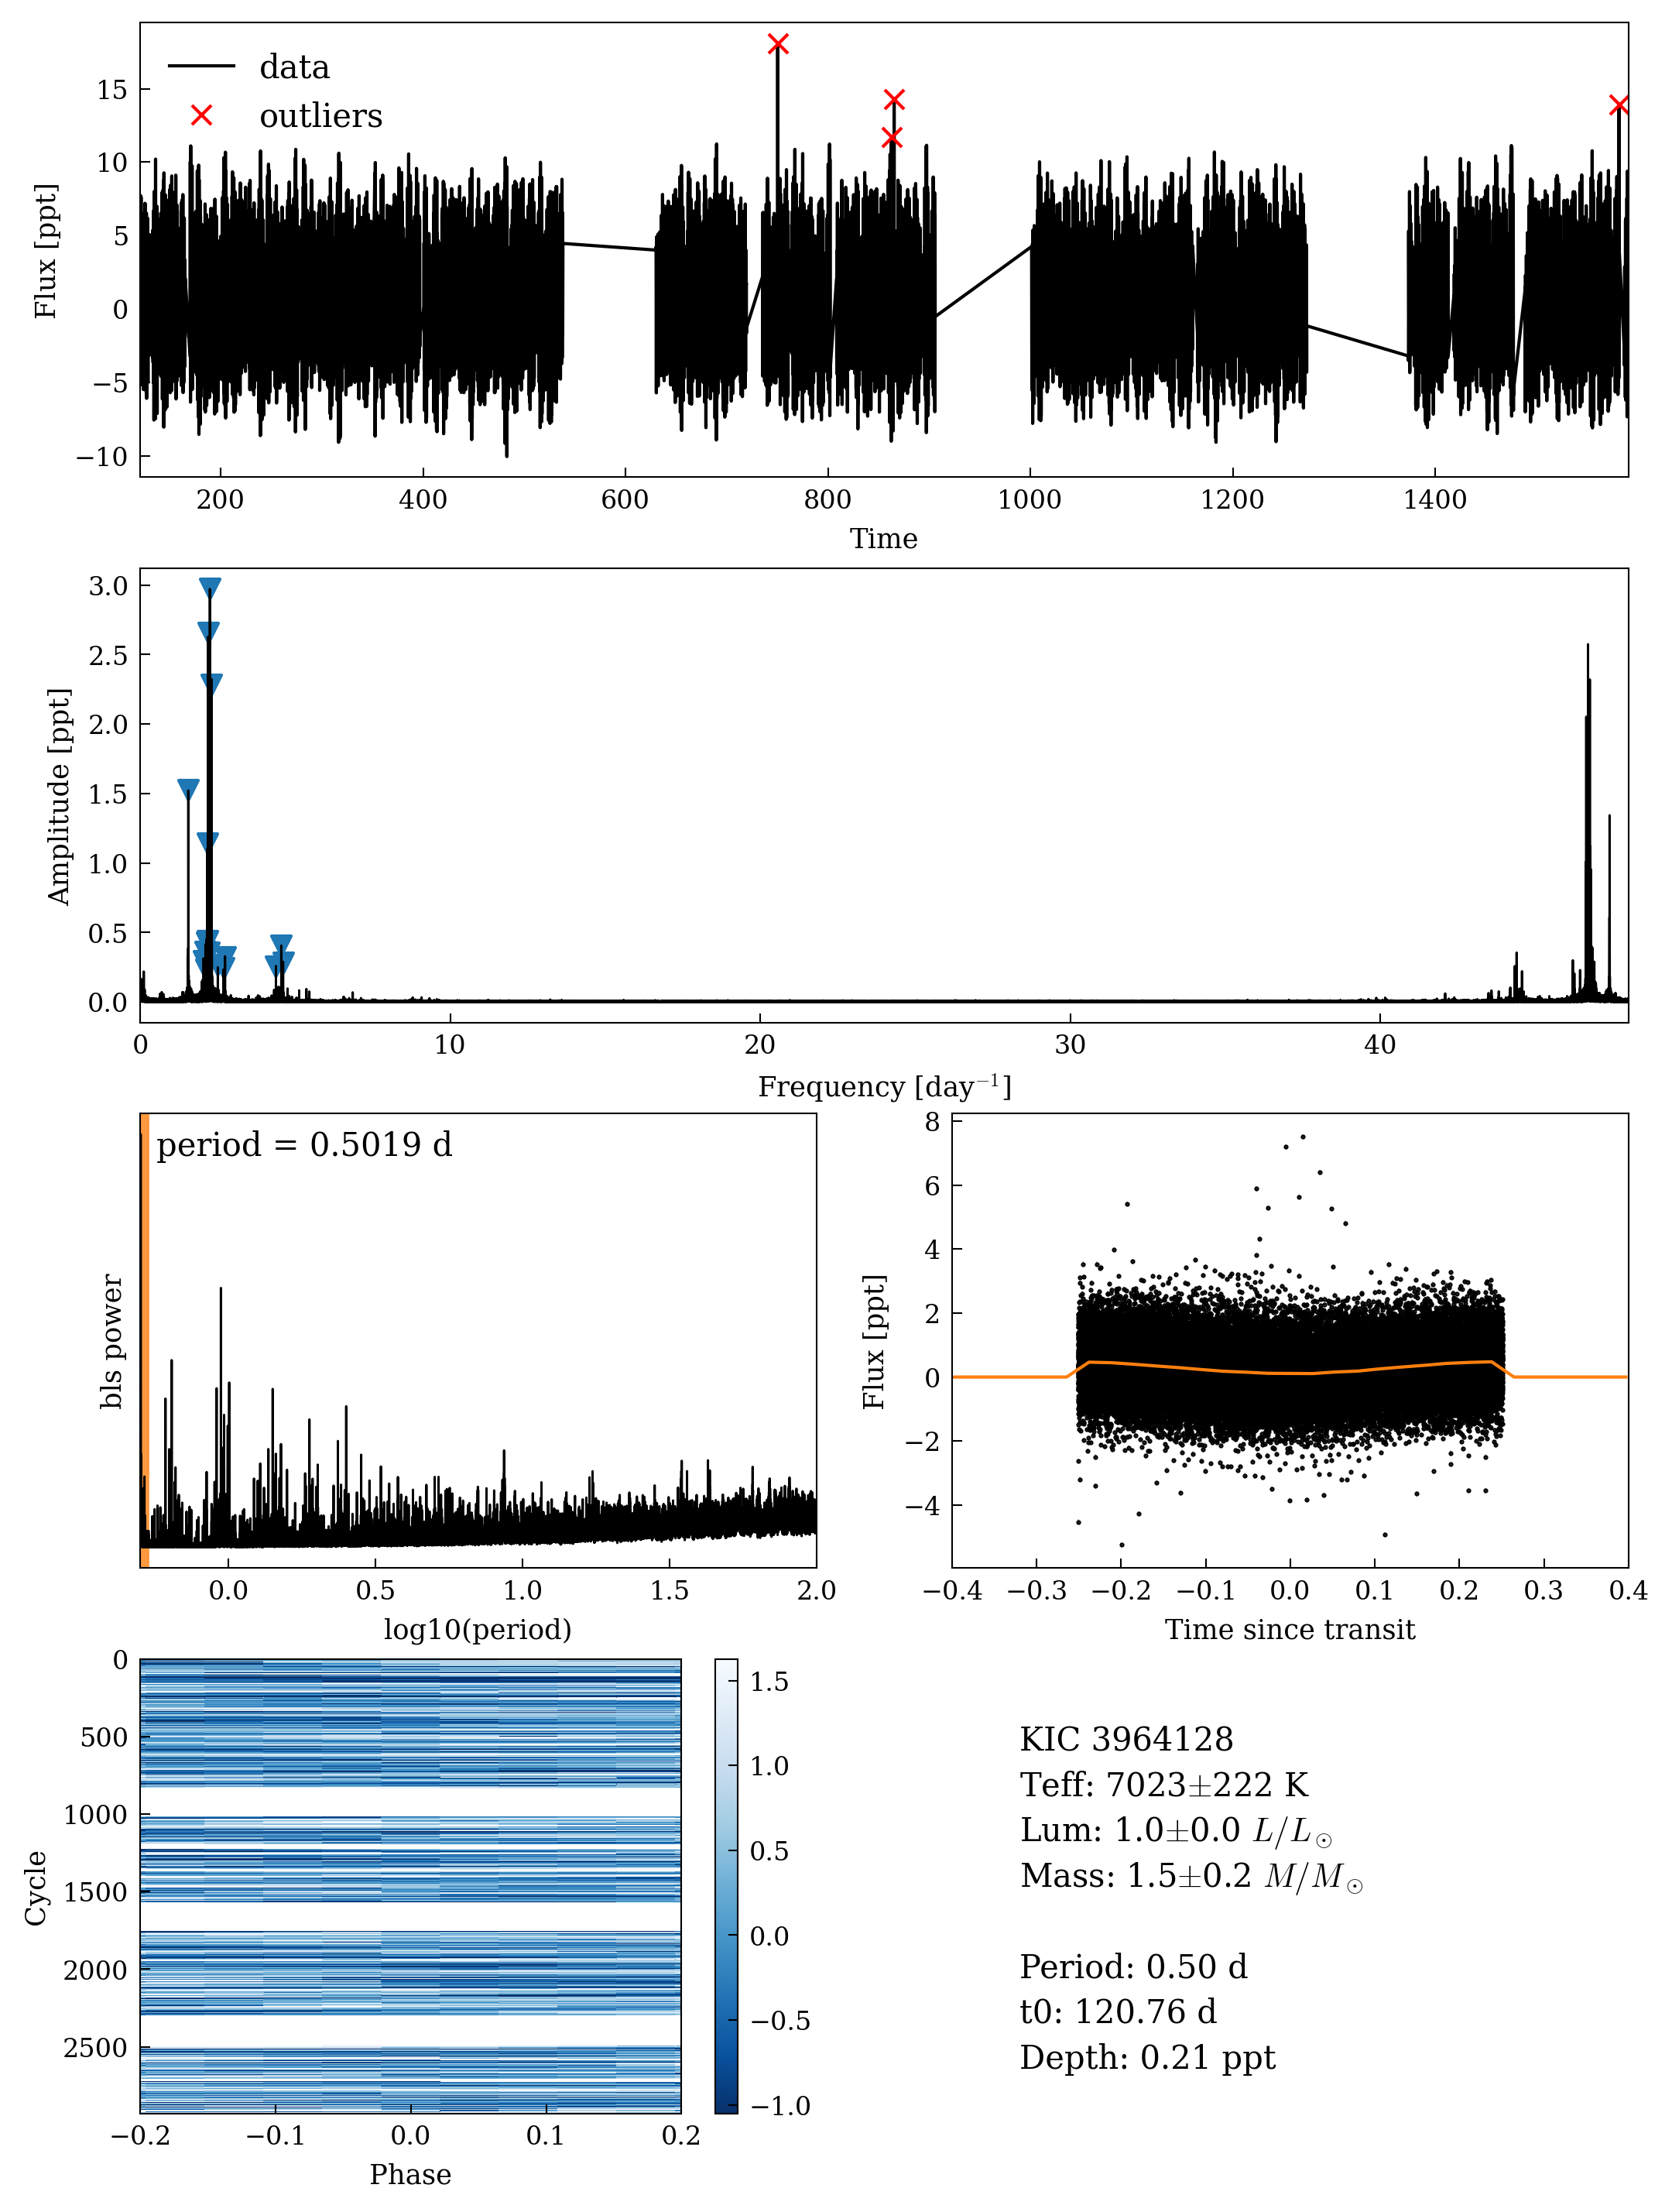 data
outliers
15
10
5
0
−5
−10
Flux [ppt]
200 400 600 800 1000 1200 1400
Time
3.0
2.5
2.0
1.5
1.0
0.5
0.0
Amplitude [ppt]
0 10 20 30 40
Frequency [day⁻¹]
period = 0.5019 d
bls power
0.0 0.5 1.0 1.5 2.0
log10(period)
8
6
4
2
0
−2
−4
Flux [ppt]
−0.4 −0.3 −0.2 −0.1 0.0 0.1 0.2 0.3 0.4
Time since transit
0
500
1000
1500
2000
2500
Cycle
−0.2 −0.1 0.0 0.1 0.2
Phase
1.5
1.0
0.5
0.0
−0.5
−1.0
KIC 3964128
Teff: 7023±222 K
Lum: 1.0±0.0 L/L☉
Mass: 1.5±0.2 M/M☉
Period: 0.50 d
t0: 120.76 d
Depth: 0.21 ppt